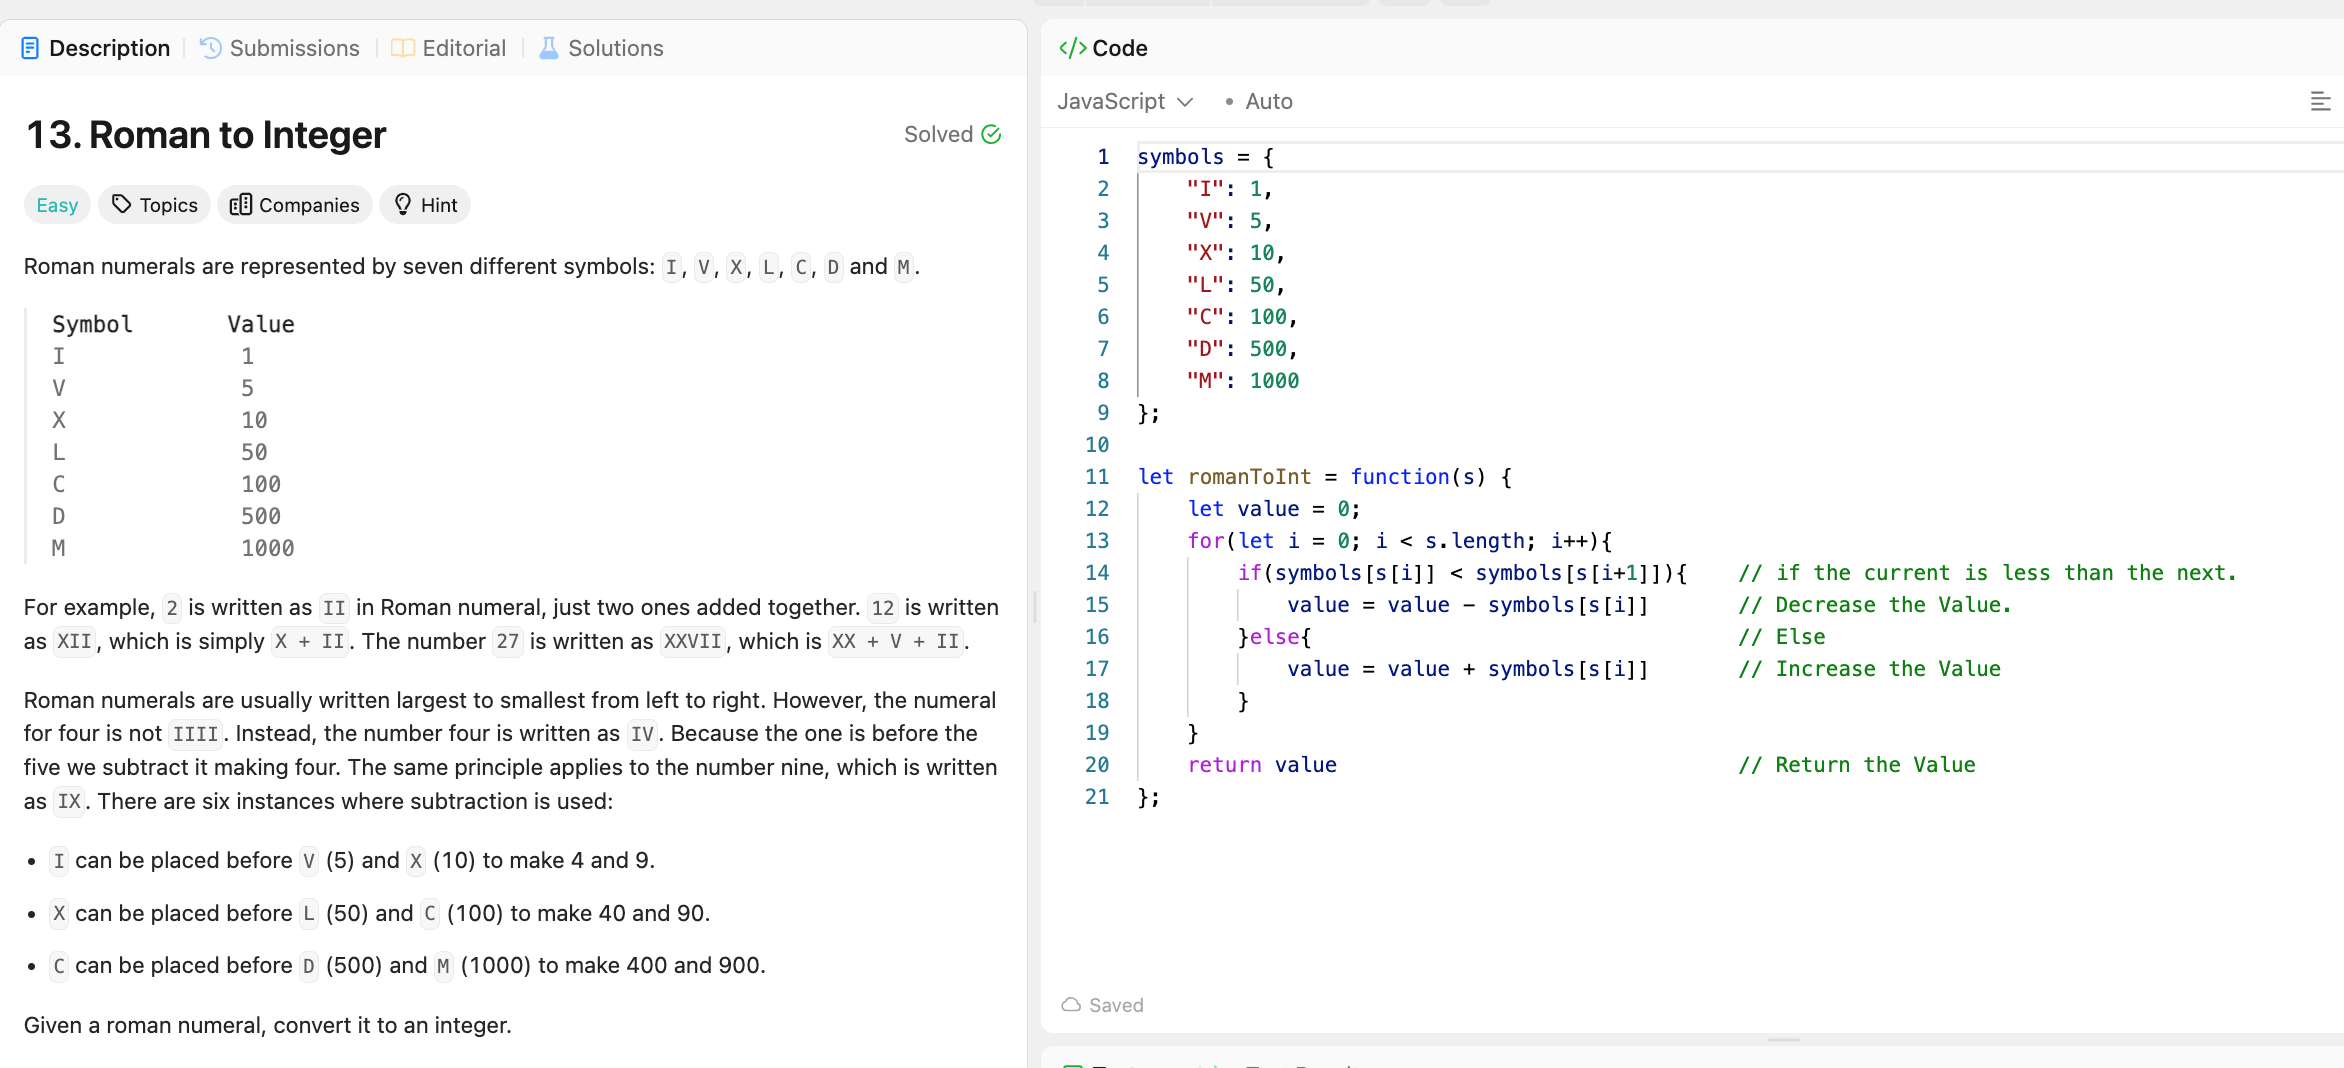 Description
Submissions
Editorial
Solutions
13. Roman to Integer
Solved
Easy
Topics
Companies
Hint
Roman numerals are represented by seven different symbols: I, V, X, L, C, D and M.
Symbol Value
I 1
V 5
X 10
L 50
C 100
D 500
M 1000
For example, 2 is written as II in Roman numeral, just two ones added together. 12 is written
as XII, which is simply X + II. The number 27 is written as XXVII, which is XX + V + II.
Roman numerals are usually written largest to smallest from left to right. However, the numeral
for four is not IIII. Instead, the number four is written as IV. Because the one is before the
five we subtract it making four. The same principle applies to the number nine, which is written
as IX. There are six instances where subtraction is used:
• I can be placed before V (5) and X (10) to make 4 and 9.
• X can be placed before L (50) and C (100) to make 40 and 90.
• C can be placed before D (500) and M (1000) to make 400 and 900.
Given a roman numeral, convert it to an integer.
</> Code
JavaScript • Auto
1 symbols = {
2 "I": 1,
3 "V": 5,
4 "X": 10,
5 "L": 50,
6 "C": 100,
7 "D": 500,
8 "M": 1000
9 };
10
11 let romanToInt = function(s) {
12 let value = 0;
13 for(let i = 0; i < s.length; i++){
14 if(symbols[s[i]] < symbols[s[i+1]]){ // if the current is less than the next.
15 value = value - symbols[s[i]] // Decrease the Value.
16 }else{ // Else
17 value = value + symbols[s[i]] // Increase the Value
18 }
19 }
20 return value // Return the Value
21 };
Saved